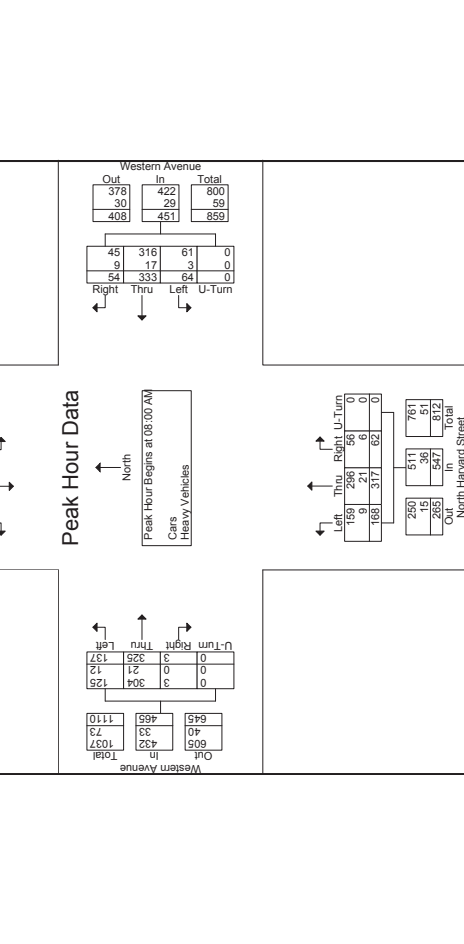 Western Avenue
Out In Total
378 422 800
30 29 59
408 451 859
45 316 61 0
9 17 3 0
54 333 64 0
Right Thru Left U-Turn
Peak Hour Data
North
Peak Hour Begins at 08:00 AM
Cars
Heavy Vehicles
Left Thru Right U-Turn
159 296 56 0
9 21 6 0
168 317 62 0
250 511 761
15 36 51
265 547 812
Out In Total
North Harvard Street
Western Avenue
Out In Total
605 432 1037
40 33 73
645 465 1110
0 3 304 125
0 0 21 12
0 3 325 137
U-Turn Right Thru Left